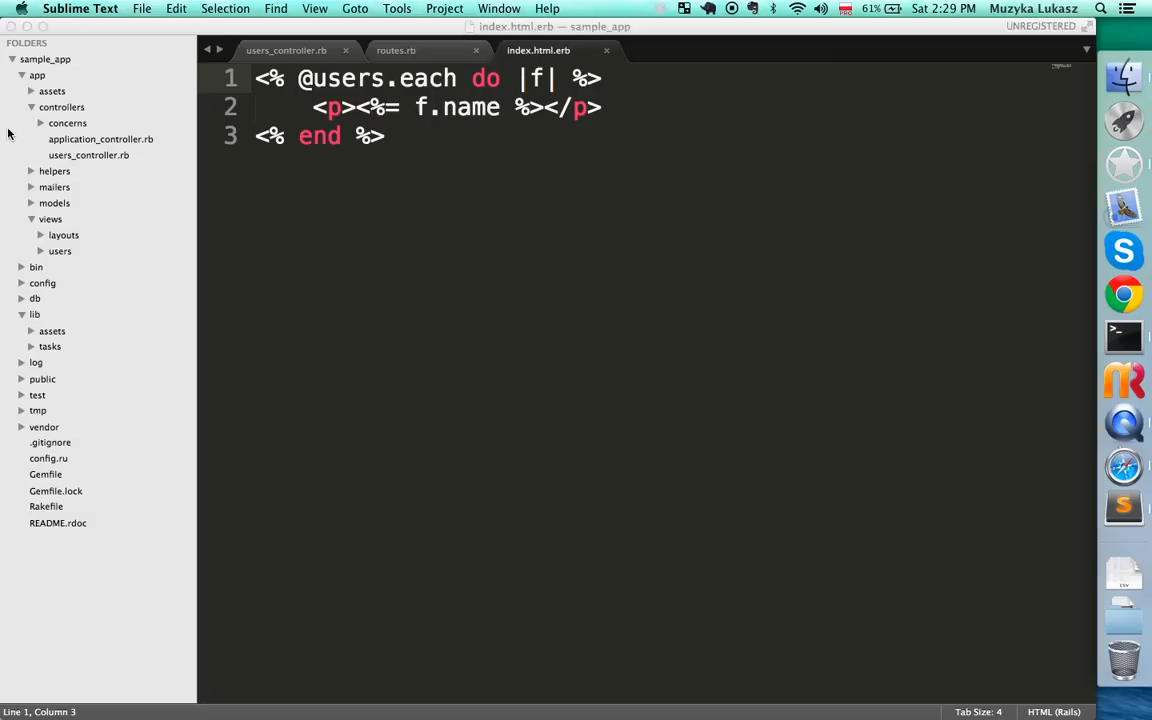 Sublime Text File Edit Selection Find View Goto Tools Project Window Help 61% Sat 2:29 PM Muzyka Lukasz
index.html.erb — sample_app UNREGISTERED
FOLDERS
sample_app
app
assets
controllers
concerns
application_controller.rb
users_controller.rb
helpers
mailers
models
views
layouts
users
bin
config
db
lib
assets
tasks
log
public
test
tmp
vendor
.gitignore
config.ru
Gemfile
Gemfile.lock
Rakefile
README.rdoc
users_controller.rb × routes.rb × index.html.erb ×
1 <% @users.each do |f| %>
2 <p><%= f.name %></p>
3 <% end %>
S
>_
S
CSV
Line 1, Column 3 Tab Size: 4 HTML (Rails)